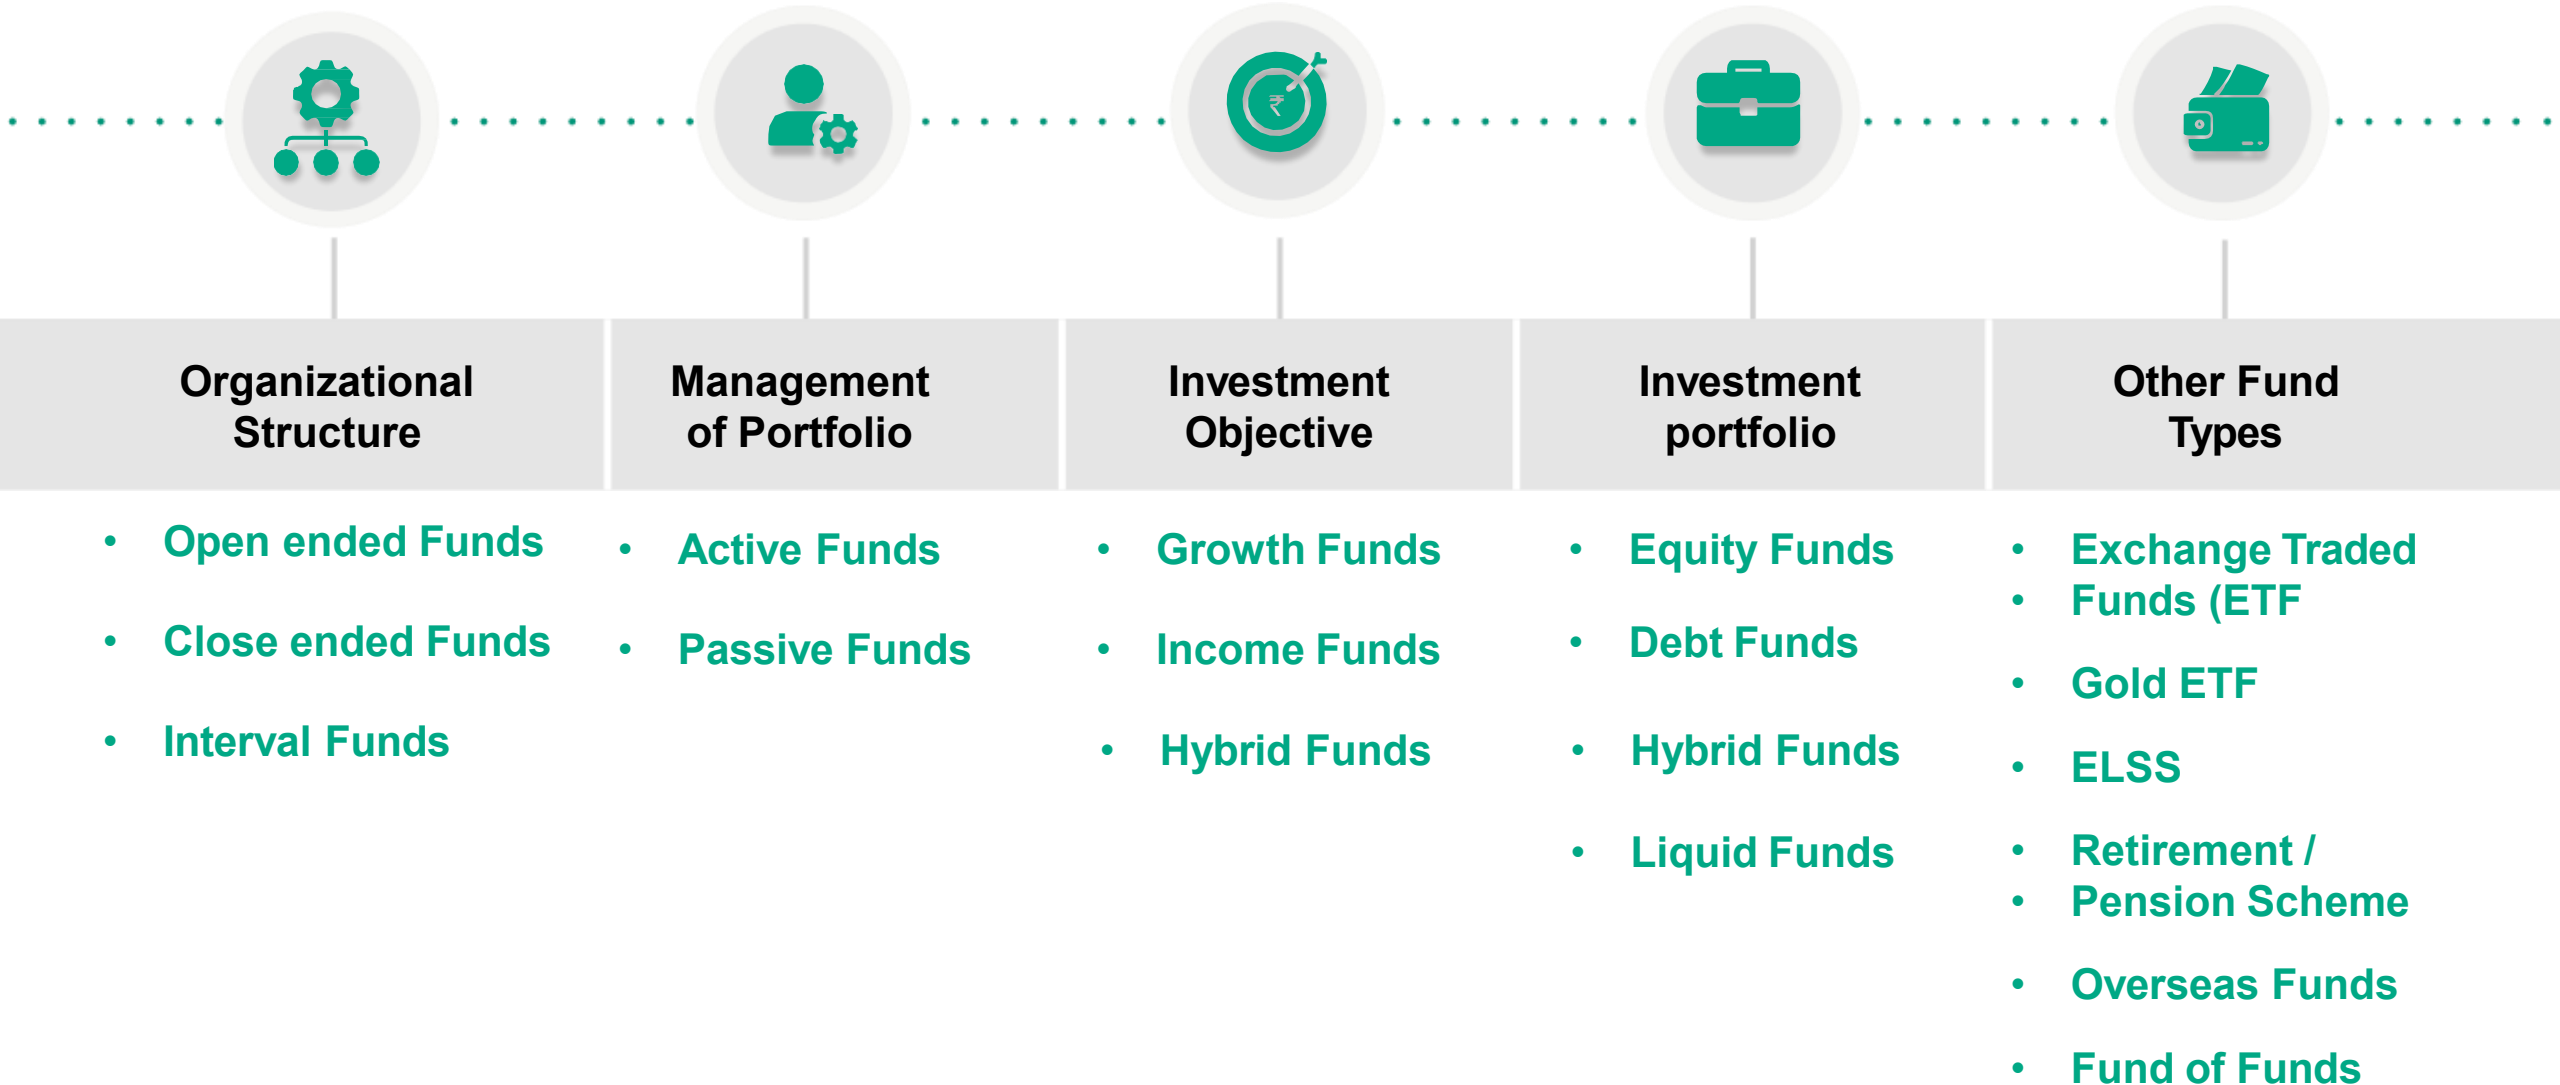 ₹
Organizational
Structure
• Open ended Funds
• Close ended Funds
• Interval Funds
Management
of Portfolio
• Active Funds
• Passive Funds
Investment
Objective
• Growth Funds
• Income Funds
• Hybrid Funds
Investment
portfolio
• Equity Funds
• Debt Funds
• Hybrid Funds
• Liquid Funds
Other Fund
Types
• Exchange Traded
• Funds (ETF
• Gold ETF
• ELSS
• Retirement /
• Pension Scheme
• Overseas Funds
• Fund of Funds